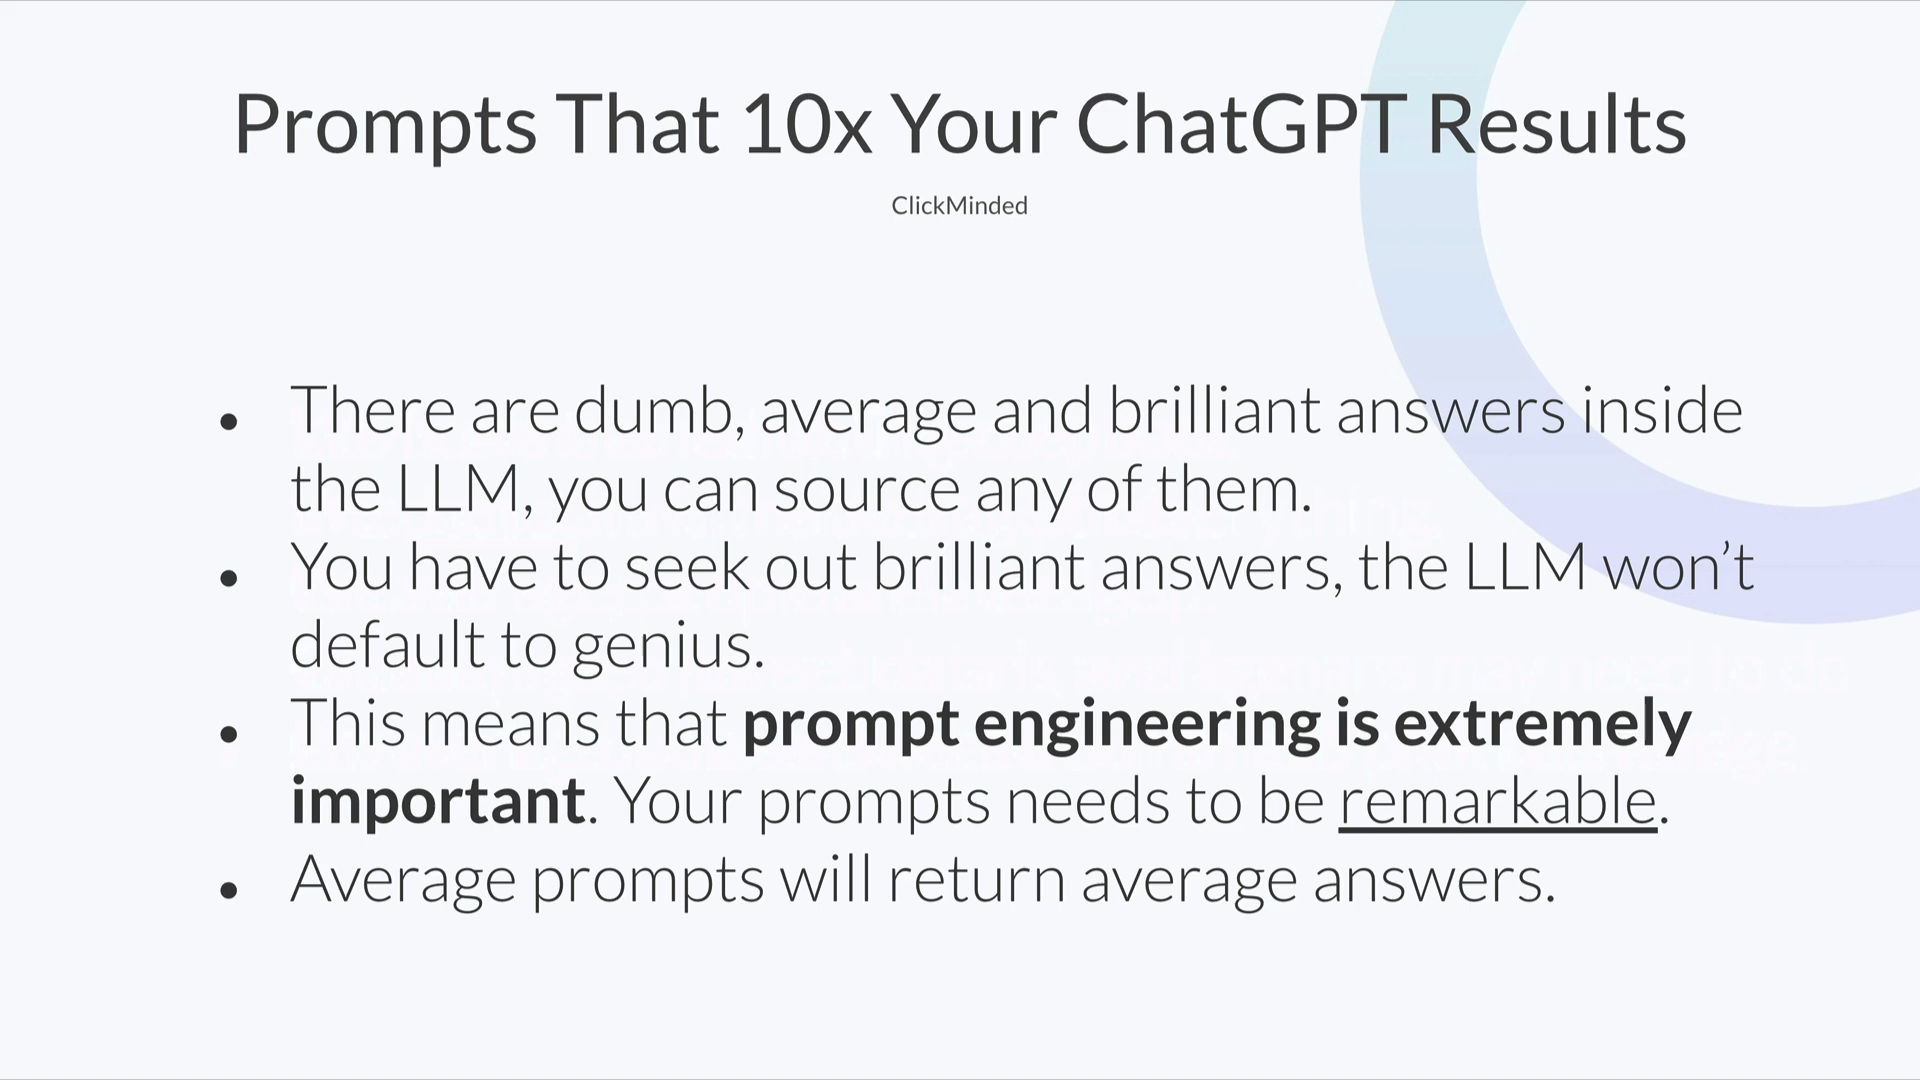 Prompts That 10x Your ChatGPT Results
ClickMinded
• There are dumb, average and brilliant answers inside
the LLM, you can source any of them.
• You have to seek out brilliant answers, the LLM won’t
default to genius.
• This means that prompt engineering is extremely
important. Your prompts needs to be remarkable.
• Average prompts will return average answers.